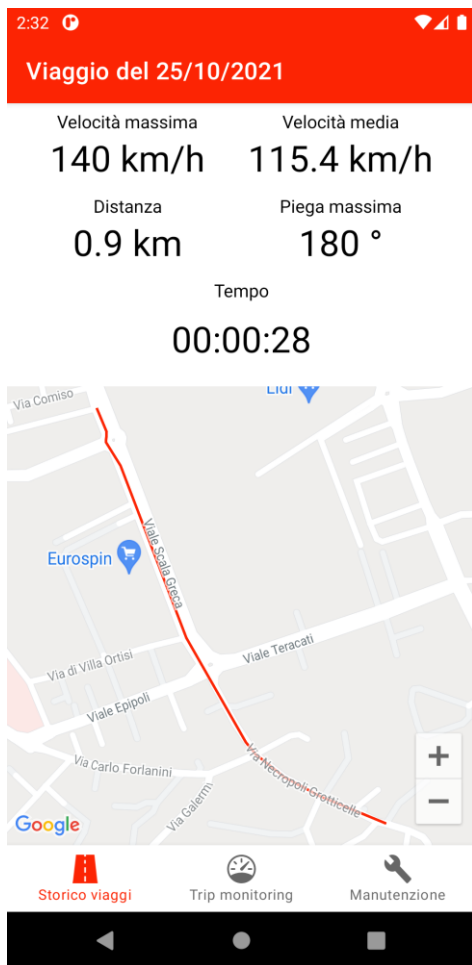 2:32
Viaggio del 25/10/2021
Velocità massima
Velocità media
140 km/h
115.4 km/h
Distanza
Piega massima
0.9 km
180 °
Tempo
00:00:28
Lidl
Via Comiso
Viale Scala Greca
Eurospin
Viale Teracati
Via di Villa Ortisi
Viale Epipoli
Via Necropoli Grotticelle
Via Carlo Forlanini
Via Galermi
+
−
Google
Storico viaggi
Trip monitoring
Manutenzione